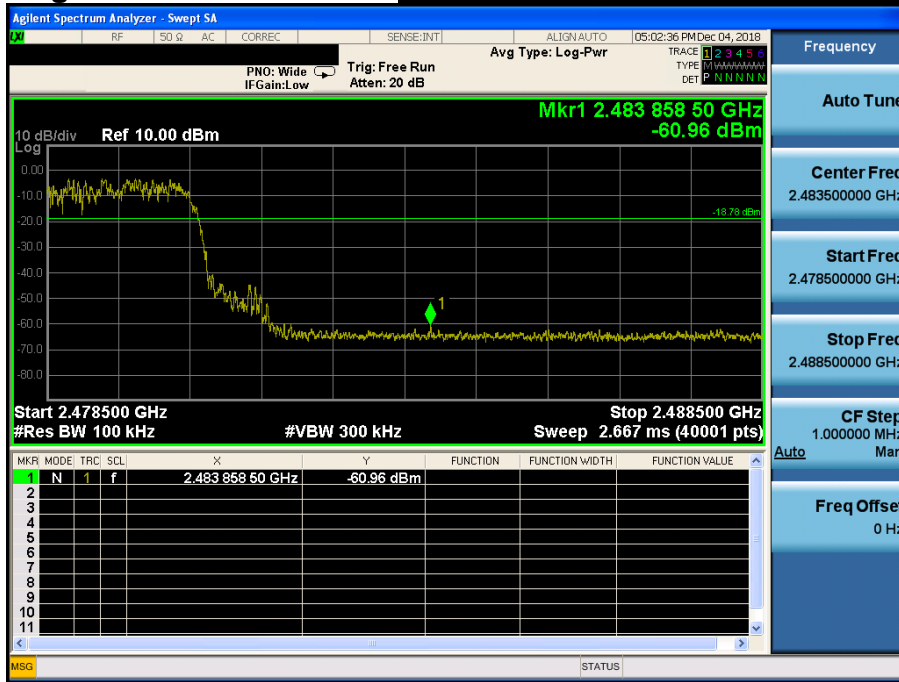 Agilent Spectrum Analyzer - Swept SA
LXI RF 50 Ω AC CORREC SENSE:INT ALIGN AUTO 05:02:36 PM Dec 04, 2018
Avg Type: Log-Pwr TRACE 1 2 3 4 5 6
PNO: Wide Trig: Free Run TYPE M
IFGain:Low Atten: 20 dB DET P N N N N N
Mkr1 2.483 858 50 GHz
10 dB/div Ref 10.00 dBm -60.96 dBm
Log
0.00
-10.0
-18.78 dBm
-20.0
-30.0
-40.0
-50.0
1
-60.0
-70.0
-80.0
Start 2.478500 GHz Stop 2.488500 GHz
#Res BW 100 kHz #VBW 300 kHz Sweep 2.667 ms (40001 pts)
MKR MODE TRC SCL X Y FUNCTION FUNCTION WIDTH FUNCTION VALUE
1 N 1 f 2.483 858 50 GHz -60.96 dBm
2
3
4
5
6
7
8
9
10
11
MSG STATUS
Frequency
Auto Tune
Center Freq
2.483500000 GHz
Start Freq
2.478500000 GHz
Stop Freq
2.488500000 GHz
CF Step
1.000000 MHz
Auto Man
Freq Offset
0 Hz